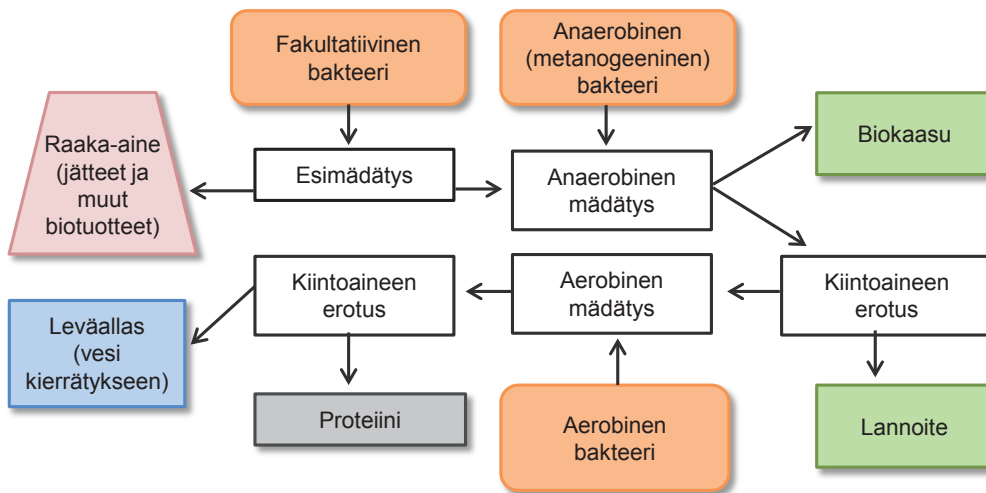 Fakultatiivinen
bakteeri
Anaerobinen
(metanogeeninen)
bakteeri
Raaka-aine
(jätteet ja
muut
biotuotteet)
Esimädätys
Anaerobinen
mädätys
Biokaasu
Leväallas
(vesi
kierrätykseen)
Kiintoaineen
erotus
Aerobinen
mädätys
Kiintoaineen
erotus
Proteiini
Aerobinen
bakteeri
Lannoite